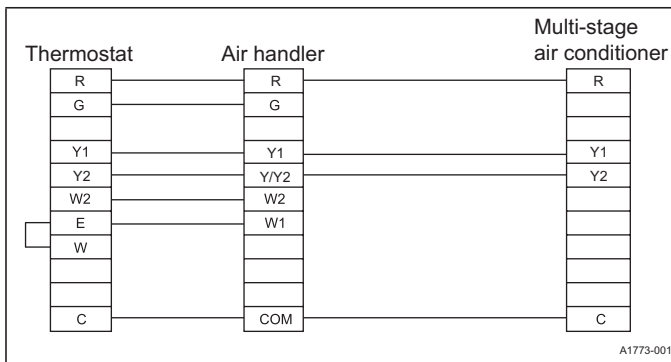 Multi-stage
Thermostat Air handler air conditioner
R R R
G G
Y1 Y1 Y1
Y2 Y/Y2 Y2
W2 W2
E W1
W
C COM C
A1773-001